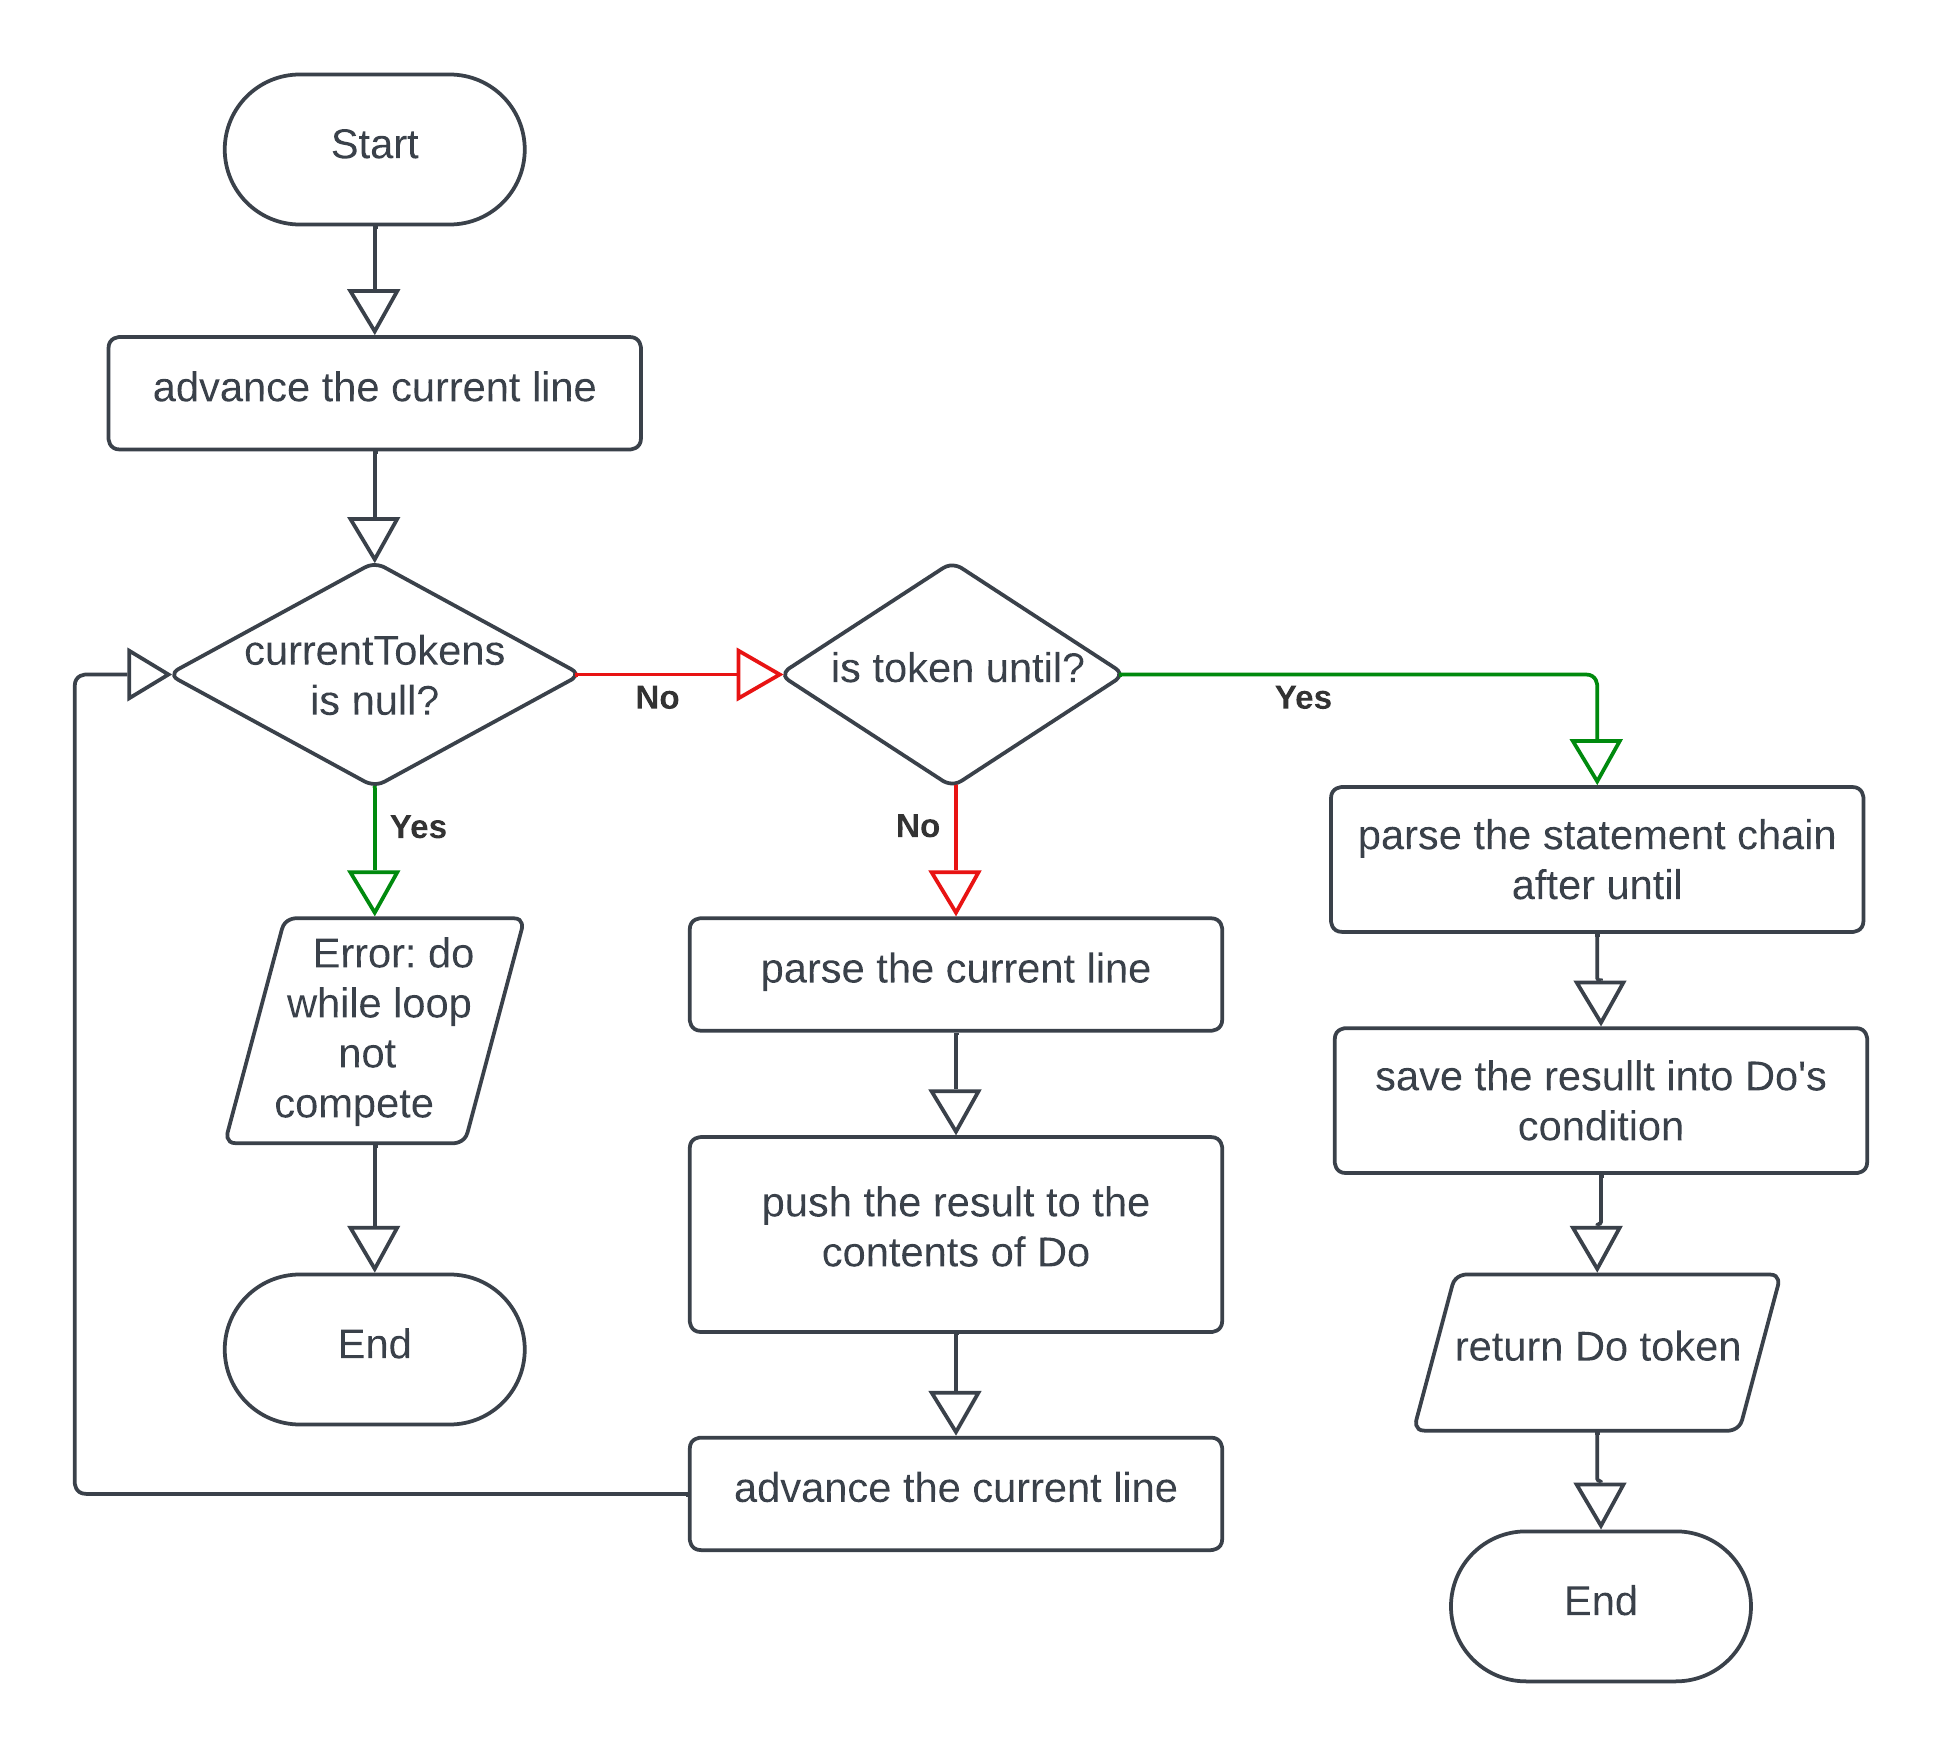 Start
advance the current line
currentTokens
is null?
No
is token until?
Yes
Yes
Error: do
while loop
not
compete
End
No
parse the current line
push the result to the
contents of Do
advance the current line
parse the statement chain
after until
save the resullt into Do's
condition
return Do token
End